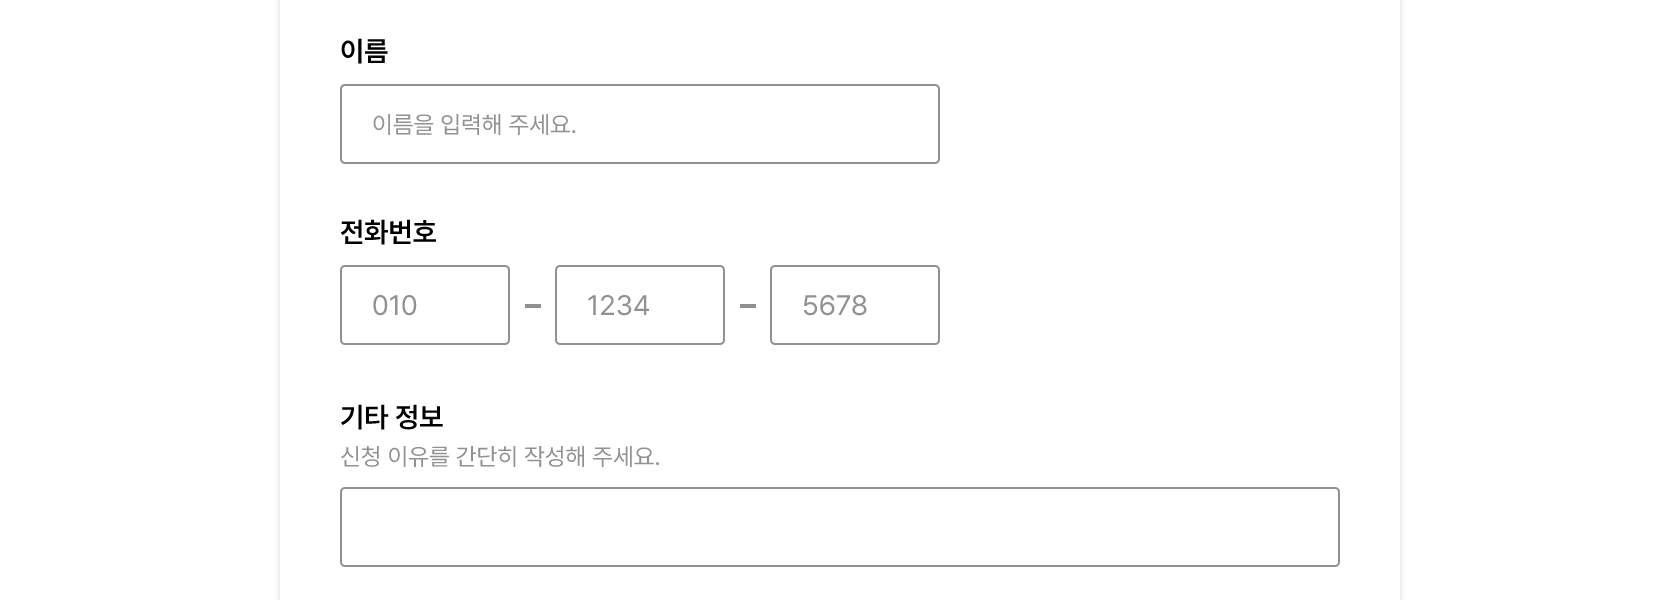 이름
이름을 입력해 주세요.
전화번호
010 - 1234 - 5678
기타 정보
신청 이유를 간단히 작성해 주세요.